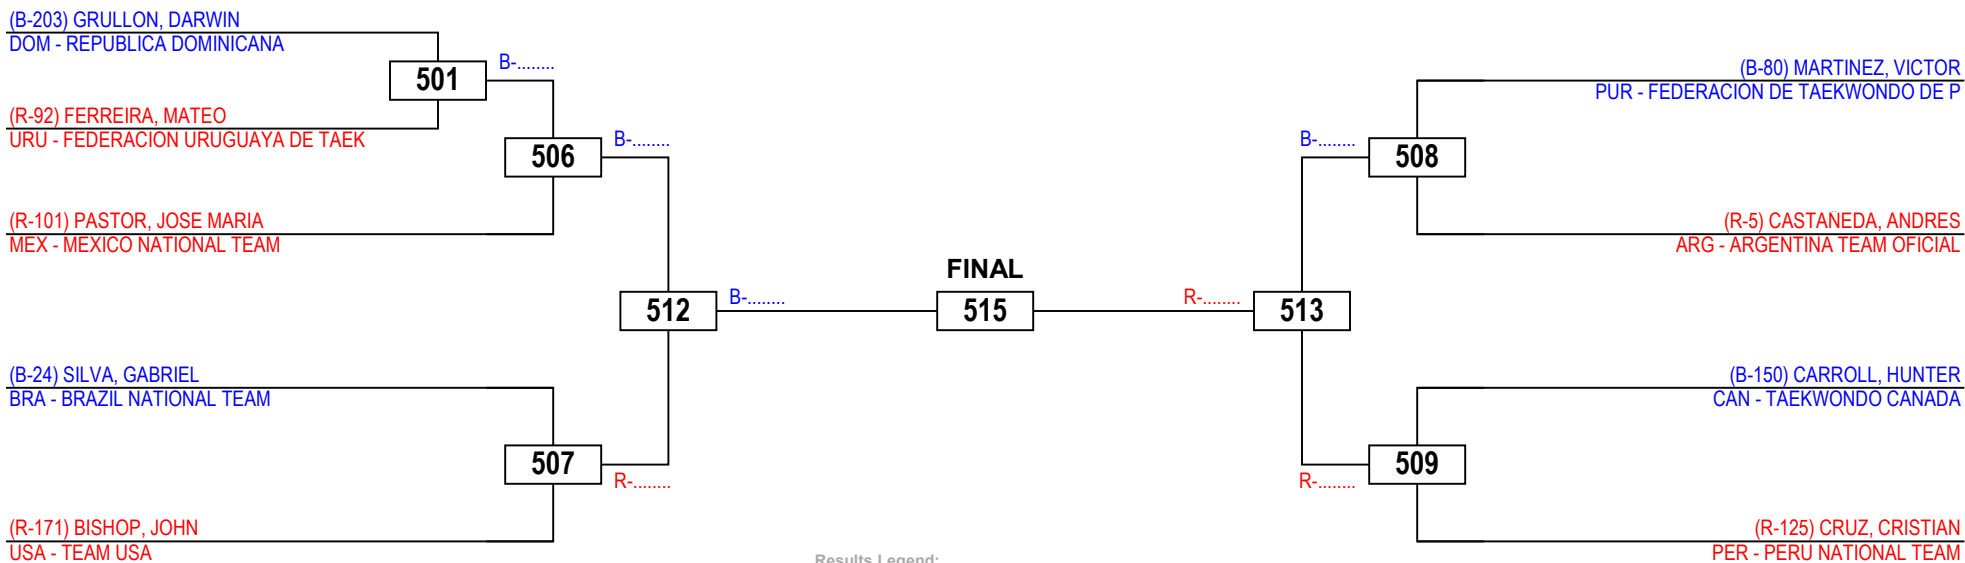 (B-203) GRULLON, DARWIN
DOM - REPUBLICA DOMINICANA
501
B-........
(R-92) FERREIRA, MATEO
URU - FEDERACION URUGUAYA DE TAEK
506
B-........
(R-101) PASTOR, JOSE MARIA
MEX - MEXICO NATIONAL TEAM
512
B-........
(B-24) SILVA, GABRIEL
BRA - BRAZIL NATIONAL TEAM
507
R-........
(R-171) BISHOP, JOHN
USA - TEAM USA
FINAL
515
(B-80) MARTINEZ, VICTOR
PUR - FEDERACION DE TAEKWONDO DE P
B-........
508
(R-5) CASTAÑEDA, ANDRES
ARG - ARGENTINA TEAM OFICIAL
R-........
513
(B-150) CARROLL, HUNTER
CAN - TAEKWONDO CANADA
509
R-........
(R-125) CRUZ, CRISTIAN
PER - PERU NATIONAL TEAM
Results Legend: